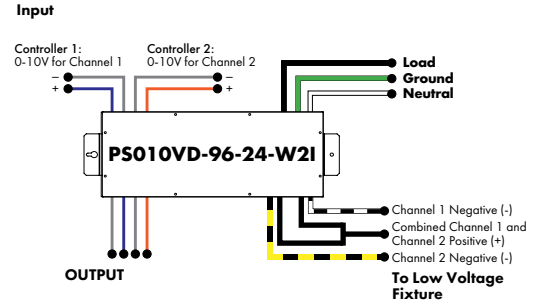 Input
Controller 1:
0-10V for Channel 1
Controller 2:
0-10V for Channel 2
–
+
–
+
Load
Ground
Neutral
PS010VD-96-24-W2I
Channel 1 Negative (-)
Combined Channel 1 and
Channel 2 Positive (+)
Channel 2 Negative (-)
OUTPUT
To Low Voltage
Fixture